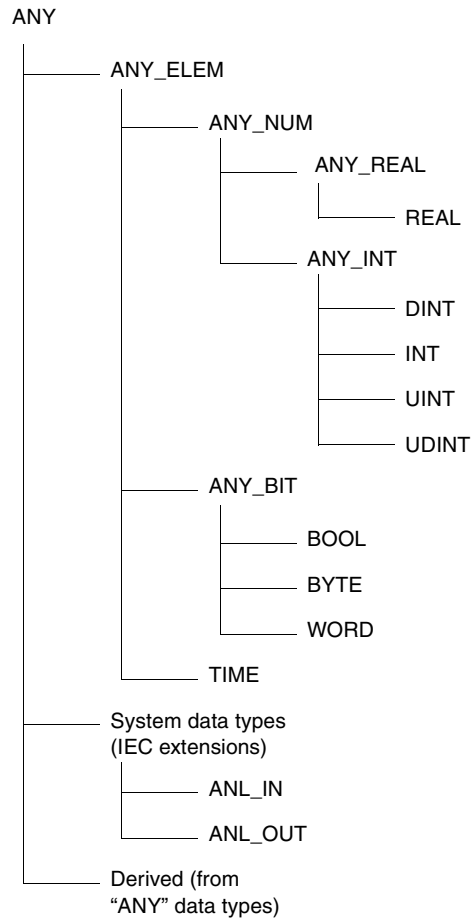 ANY
ANY_ELEM
ANY_NUM
ANY_REAL
REAL
ANY_INT
DINT
INT
UINT
UDINT
ANY_BIT
BOOL
BYTE
WORD
TIME
System data types
(IEC extensions)
ANL_IN
ANL_OUT
Derived (from
“ANY” data types)